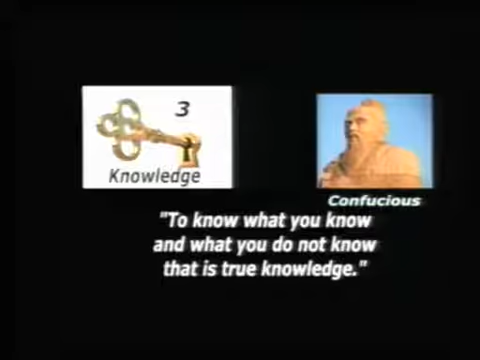 3
Knowledge
Confucious
"To know what you know
and what you do not know
that is true knowledge."